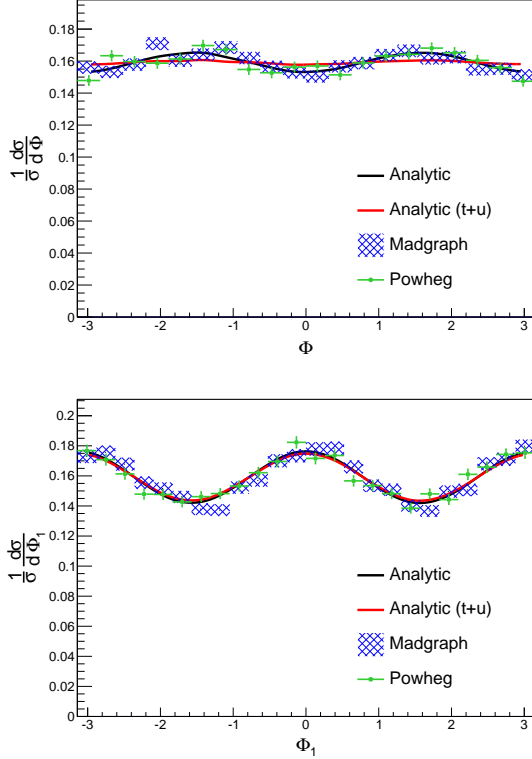 0.18
0.16
0.14
0.12
0.1
0.08
0.06
0.04
0.02
0
-3 -2 -1 0 1 2 3
1/σ dσ/dΦ
Φ
Analytic
Analytic (t+u)
Madgraph
Powheg
0.2
0.18
0.16
0.14
0.12
0.1
0.08
0.06
0.04
0.02
0
-3 -2 -1 0 1 2 3
1/σ dσ/dΦ₁
Φ₁
Analytic
Analytic (t+u)
Madgraph
Powheg